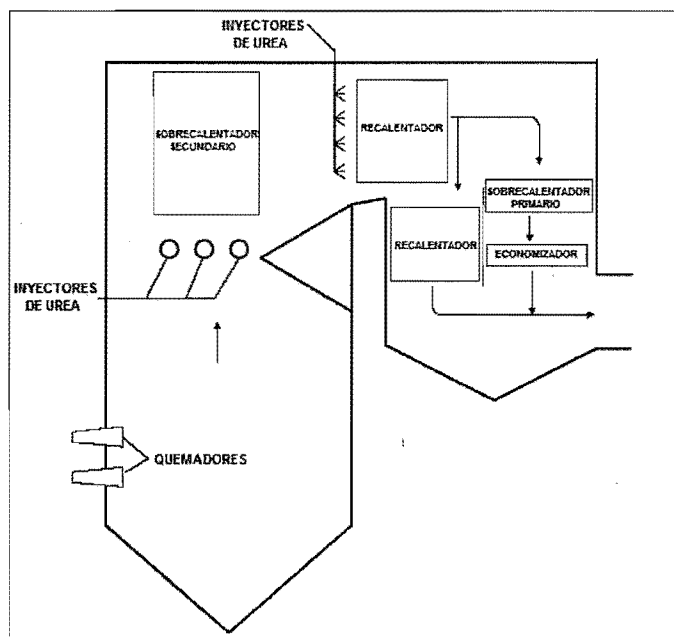 INYECTORES
DE UREA
SOBRECALENTADOR
SECUNDARIO
RECALENTADOR
SOBRECALENTADOR
PRIMARIO
RECALENTADOR
ECONOMIZADOR
INYECTORES
DE UREA
QUEMADORES